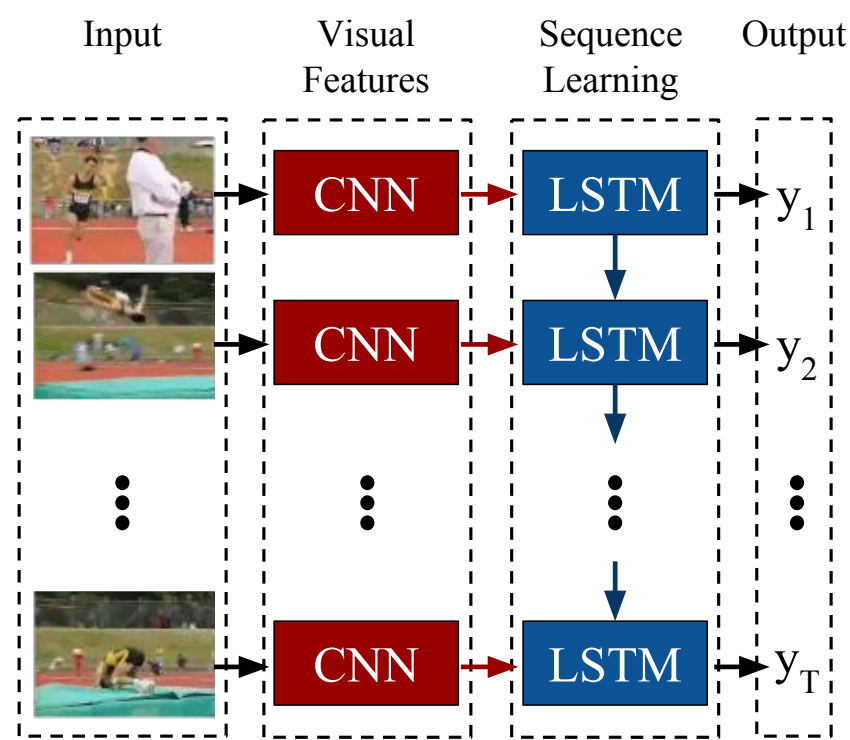 Input
Visual
Features
Sequence
Learning
Output
CNN
LSTM
y1
CNN
LSTM
y2
CNN
LSTM
yT